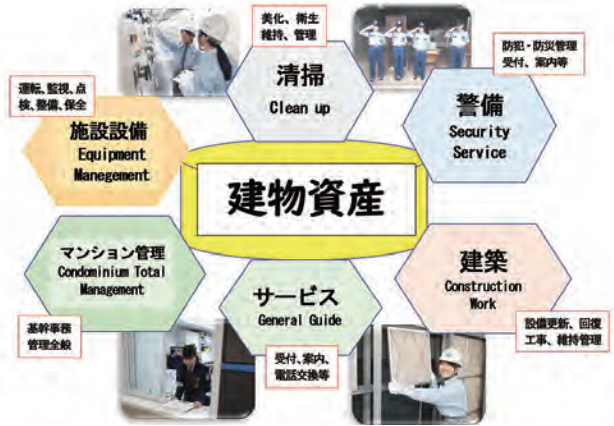 美化、衛生
維持、管理
清掃
Clean up
防犯・防災管理
受付、案内等
警備
Security
Service
運転、監視、点
検、整備、保全
施設設備
Equipment
Manegement
建物資産
マンション管理
Condominium Total
Management
基幹事務
管理全般
サービス
General Guide
受付、案内、
電話交換等
建築
Construction
Work
設備更新、回復
工事、維持管理